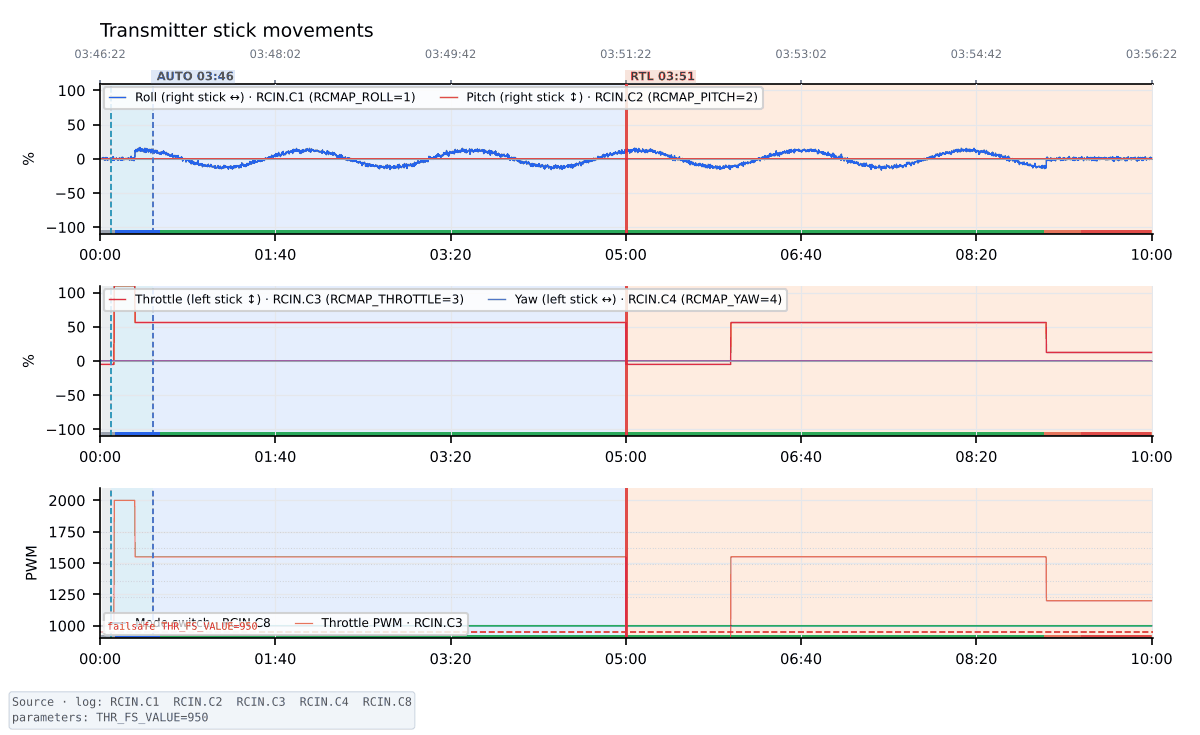 Transmitter stick movements
03:46:22 03:48:02 03:49:42 03:51:22 03:53:02 03:54:42 03:56:22
AUTO 03:46 RTL 03:51
Roll (right stick ↔) · RCIN.C1 (RCMAP_ROLL=1) Pitch (right stick ↕) · RCIN.C2 (RCMAP_PITCH=2)
100
50
0
−50
−100
%
00:00 01:40 03:20 05:00 06:40 08:20 10:00
Throttle (left stick ↕) · RCIN.C3 (RCMAP_THROTTLE=3) Yaw (left stick ↔) · RCIN.C4 (RCMAP_YAW=4)
100
50
0
−50
−100
%
00:00 01:40 03:20 05:00 06:40 08:20 10:00
2000
1750
1500
1250
1000
PWM
Mode switch · RCIN.C8 Throttle PWM · RCIN.C3
failsafe THR_FS_VALUE=950
00:00 01:40 03:20 05:00 06:40 08:20 10:00
Source · log: RCIN.C1 RCIN.C2 RCIN.C3 RCIN.C4 RCIN.C8
parameters: THR_FS_VALUE=950